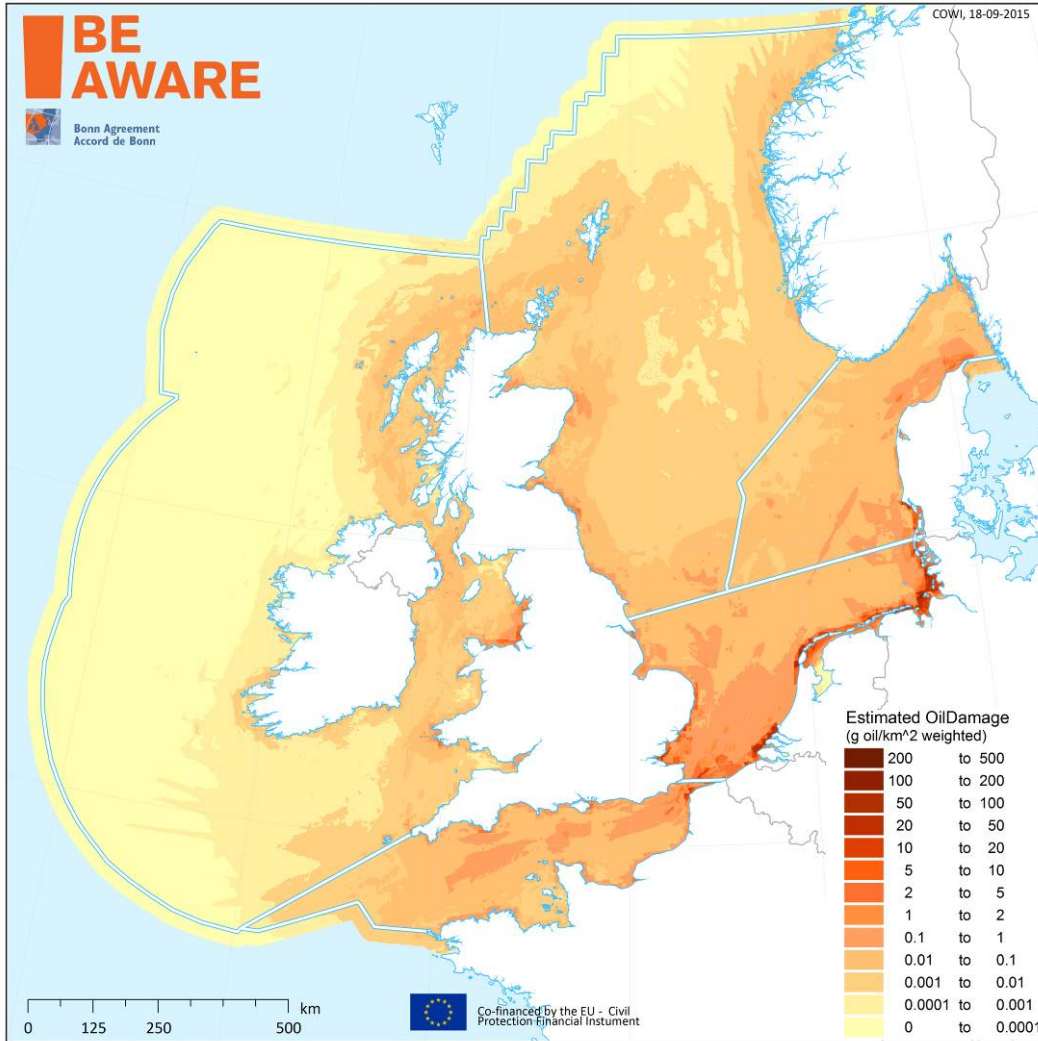 COWI, 18-09-2015
BE
AWARE
Bonn Agreement
Accord de Bonn
Estimated OilDamage
(g oil/km^2 weighted)
200 to 500
100 to 200
50 to 100
20 to 50
10 to 20
5 to 10
2 to 5
1 to 2
0.1 to 1
0.01 to 0.1
0.001 to 0.01
0.0001 to 0.001
0 to 0.0001
km
0 125 250 500
Co-financed by the EU - Civil
Protection Financial Instument